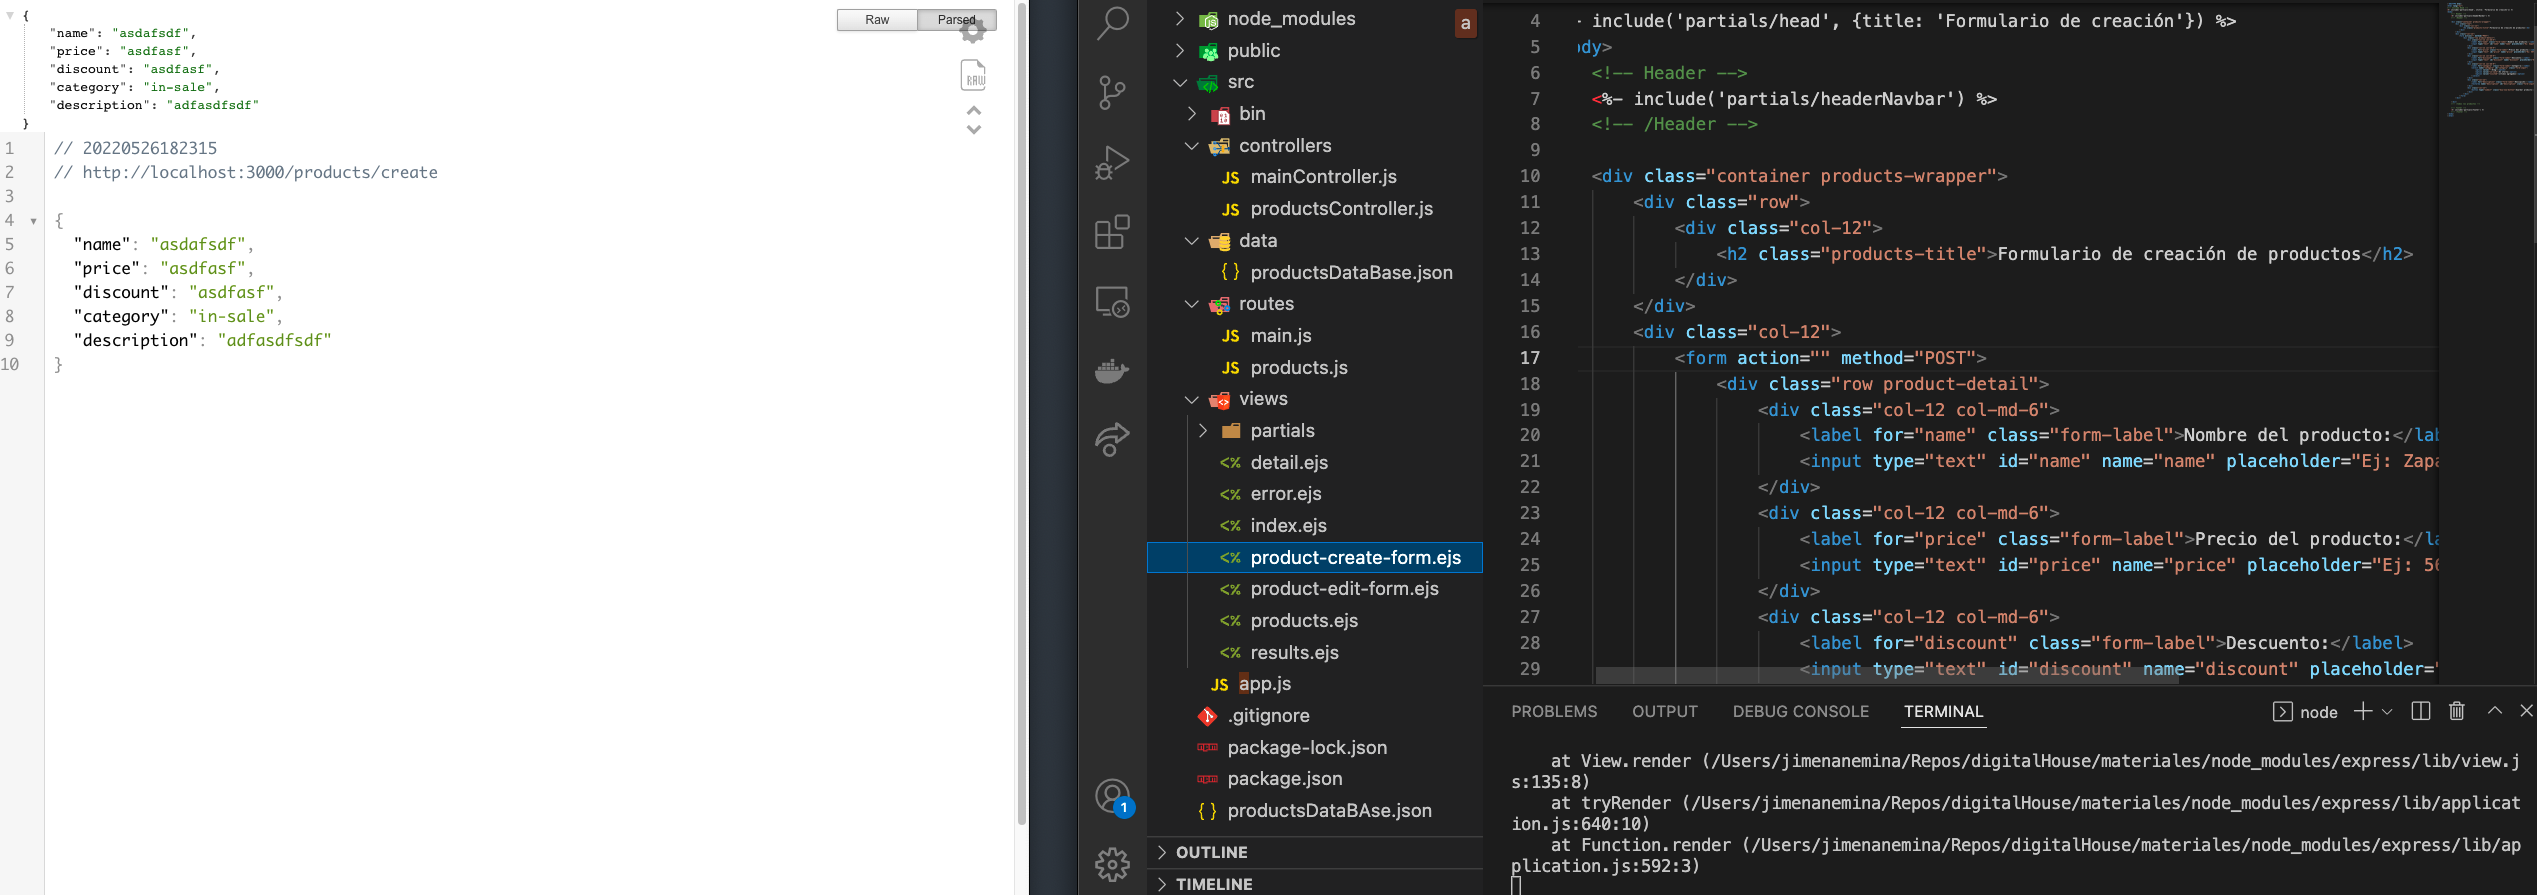 {
"name": "asdafsdf",
"price": "asdfasf",
"discount": "asdfasf",
"category": "in-sale",
"description": "adfasdfsdf"
}
Raw
Parsed
RAW
1 // 20220526182315
2 // http://localhost:3000/products/create
3
4 {
5 "name": "asdafsdf",
6 "price": "asdfasf",
7 "discount": "asdfasf",
8 "category": "in-sale",
9 "description": "adfasdfsdf"
10 }
node_modules
a
public
src
bin
controllers
JS mainController.js
JS productsController.js
data
{} productsDataBase.json
routes
JS main.js
JS products.js
views
partials
<% detail.ejs
<% error.ejs
<% index.ejs
<% product-create-form.ejs
<% product-edit-form.ejs
<% products.ejs
<% results.ejs
JS app.js
.gitignore
package-lock.json
package.json
{} productsDataBAse.json
OUTLINE
TIMELINE
1
4 - include('partials/head', {title: 'Formulario de creación'}) %>
5 ody>
6 <!-- Header -->
7 <%- include('partials/headerNavbar') %>
8 <!-- /Header -->
9
10 <div class="container products-wrapper">
11 <div class="row">
12 <div class="col-12">
13 <h2 class="products-title">Formulario de creación de productos</h2>
14 </div>
15 </div>
16 <div class="col-12">
17 <form action="" method="POST">
18 <div class="row product-detail">
19 <div class="col-12 col-md-6">
20 <label for="name" class="form-label">Nombre del producto:</lab
21 <input type="text" id="name" name="name" placeholder="Ej: Zapa
22 </div>
23 <div class="col-12 col-md-6">
24 <label for="price" class="form-label">Precio del producto:</la
25 <input type="text" id="price" name="price" placeholder="Ej: 56
26 </div>
27 <div class="col-12 col-md-6">
28 <label for="discount" class="form-label">Descuento:</label>
29 <input type="text" id="discount" name="discount" placeholder="
PROBLEMS OUTPUT DEBUG CONSOLE TERMINAL
node
at View.render (/Users/jimenanemina/Repos/digitalHouse/materiales/node_modules/express/lib/view.j
s:135:8)
at tryRender (/Users/jimenanemina/Repos/digitalHouse/materiales/node_modules/express/lib/applicat
ion.js:640:10)
at Function.render (/Users/jimenanemina/Repos/digitalHouse/materiales/node_modules/express/lib/ap
plication.js:592:3)